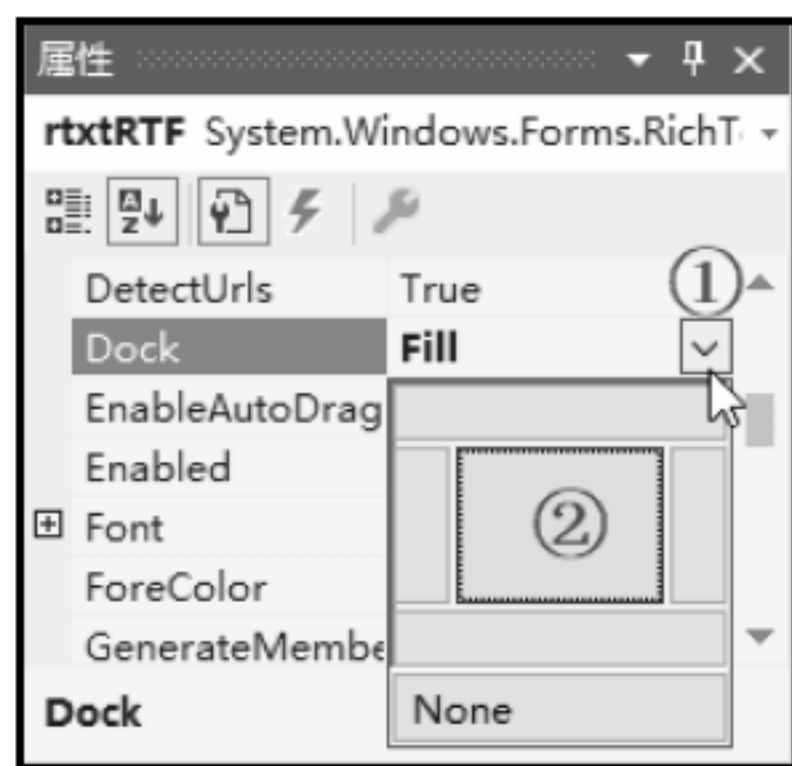 属性
rtxtRTF System.Windows.Forms.RichT
DetectUrls True ①
Dock Fill
EnableAutoDrag
Enabled ②
Font
ForeColor
GenerateMembe
None
Dock